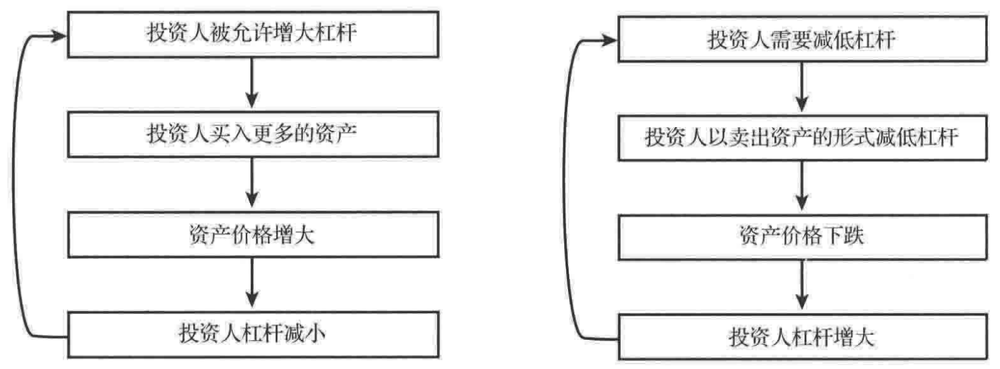 投资人被允许增大杠杆
投资人买入更多的资产
资产价格增大
投资人杠杆减小
投资人需要减低杠杆
投资人以卖出资产的形式减低杠杆
资产价格下跌
投资人杠杆增大